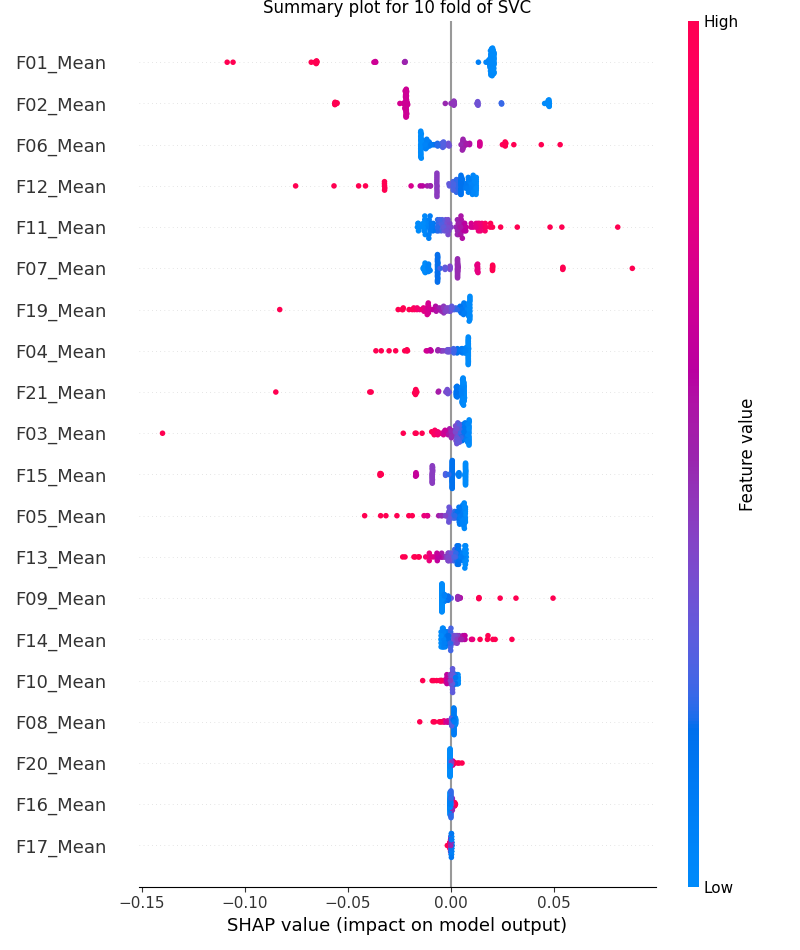 Summary plot for 10 fold of SVC
High
F01_Mean
F02_Mean
F06_Mean
F12_Mean
F11_Mean
F07_Mean
F19_Mean
F04_Mean
F21_Mean
F03_Mean
F15_Mean
F05_Mean
F13_Mean
F09_Mean
F14_Mean
F10_Mean
F08_Mean
F20_Mean
F16_Mean
F17_Mean
Feature value
Low
−0.15 −0.10 −0.05 0.00 0.05
SHAP value (impact on model output)